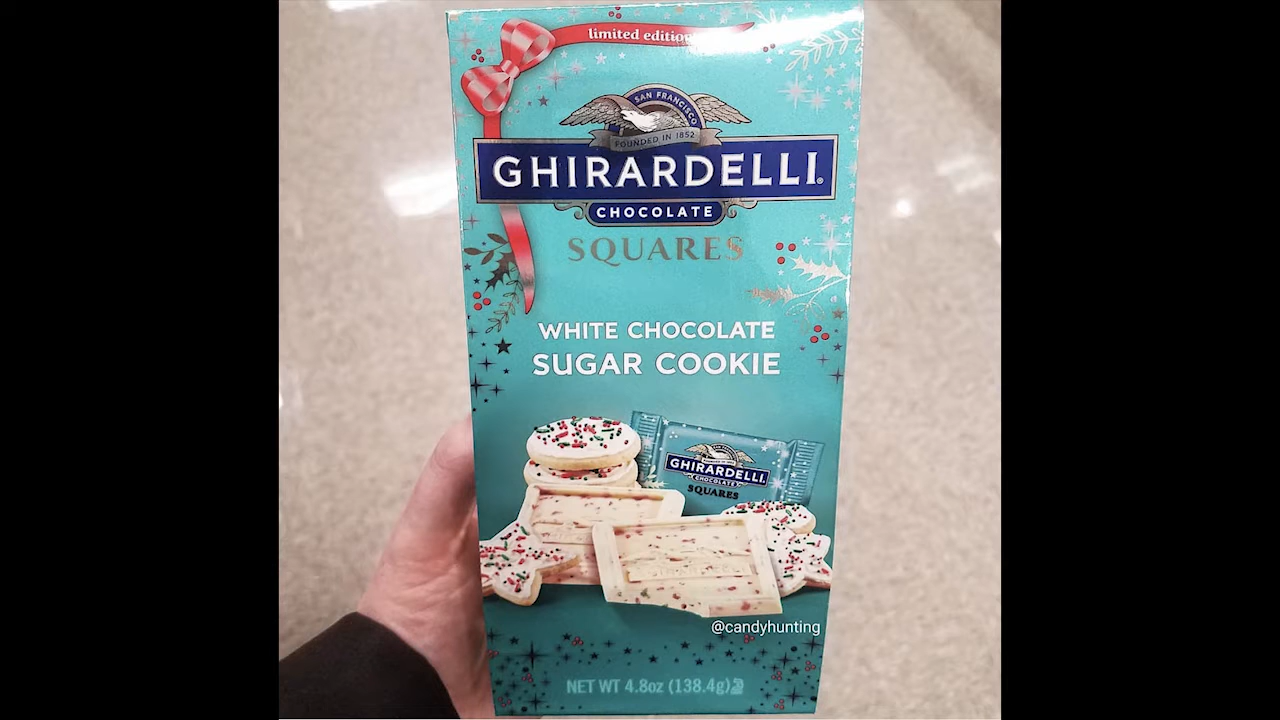 limited edition
SAN FRANCISCO
FOUNDED IN 1852
GHIRARDELLI®
CHOCOLATE
SQUARES
WHITE CHOCOLATE
SUGAR COOKIE
GHIRARDELLI
CHOCOLATE
SQUARES
@candyhunting
NET WT 4.8oz (138.4g)